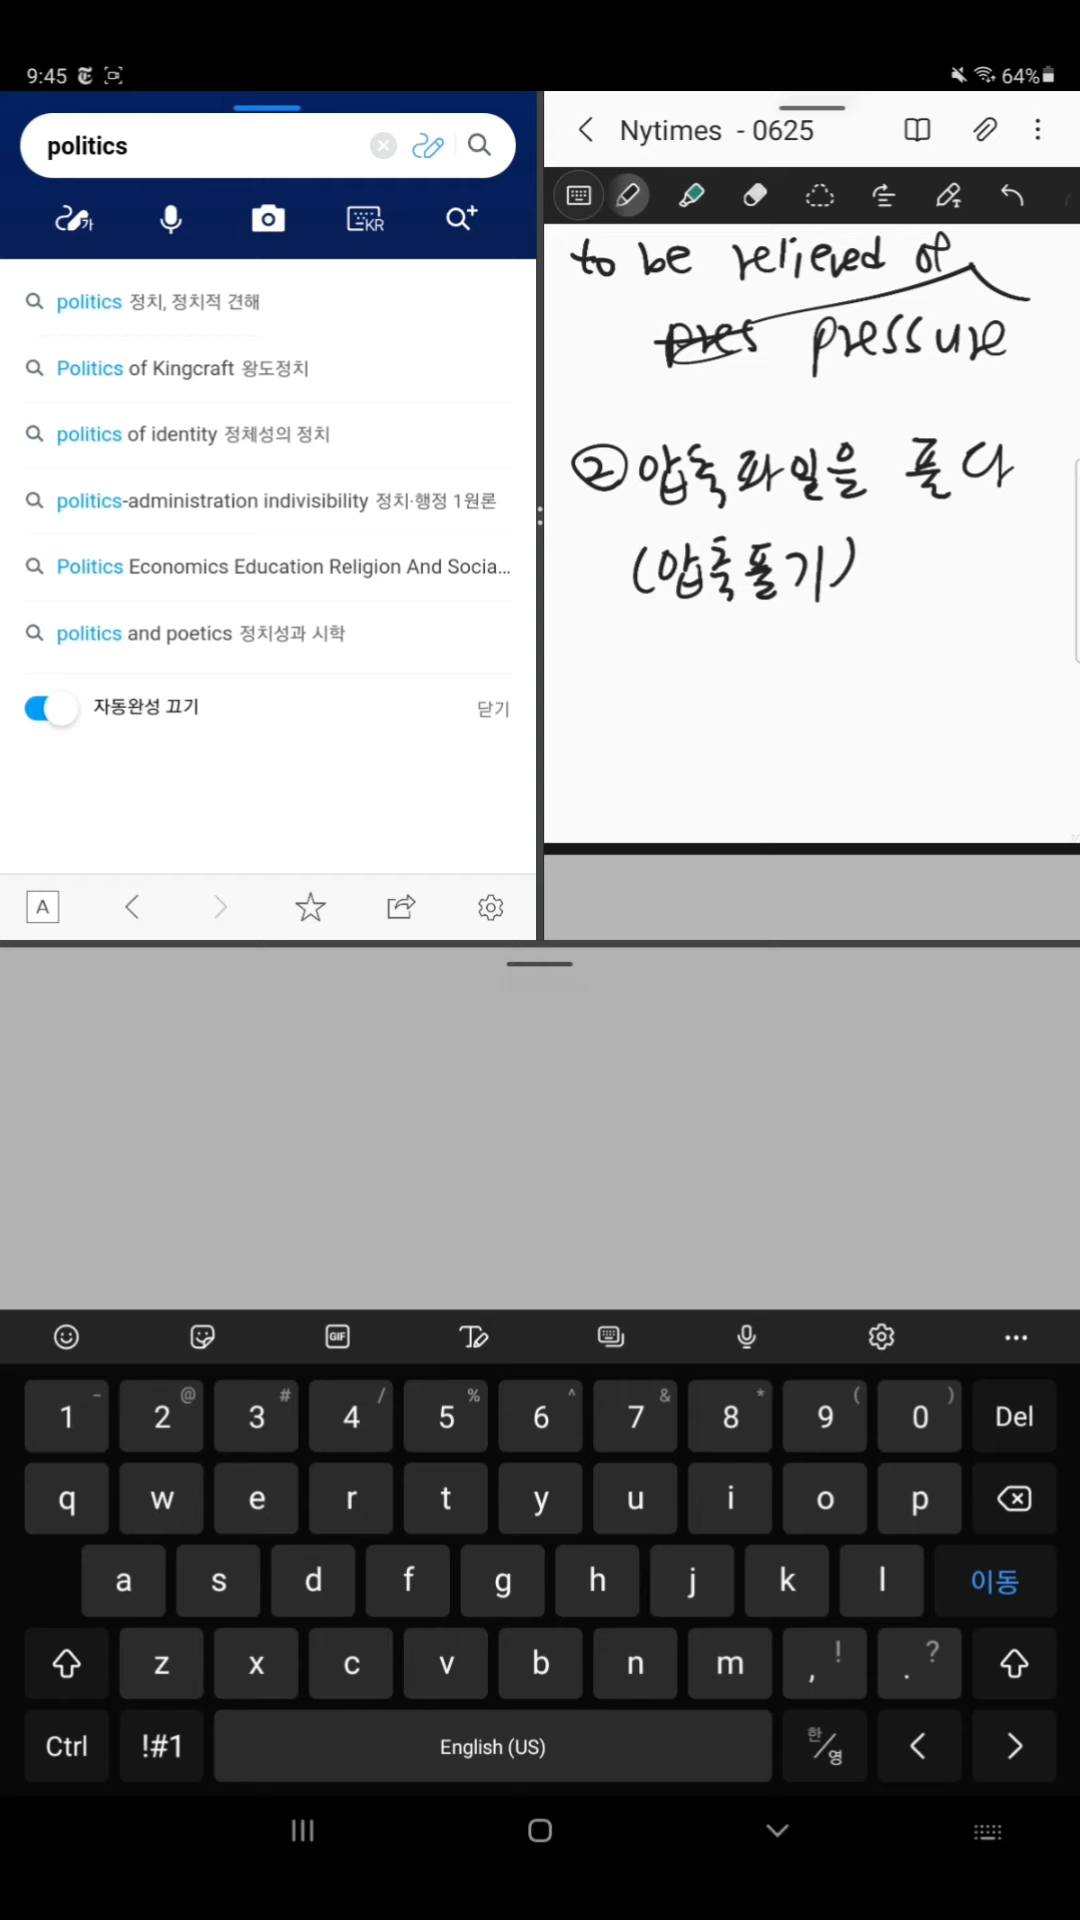 9:45 64%
politics
KR
politics 정치, 정치적 견해
Politics of Kingcraft 왕도정치
politics of identity 정체성의 정치
politics-administration indivisibility 정치·행정 1원론
Politics Economics Education Religion And Socia...
politics and poetics 정치성과 시학
자동완성 끄기 닫기
A
Nytimes - 0625
to be relieved of
pres pressure
② 압축파일을 풀다
(압축풀기)
GIF
1 - 2 @ 3 # 4 / 5 % 6 ^ 7 & 8 * 9 ( 0 ) Del
q w e r t y u i o p
a s d f g h j k l 이동
z x c v b n m , ! . ?
Ctrl !#1 English (US) 한/영